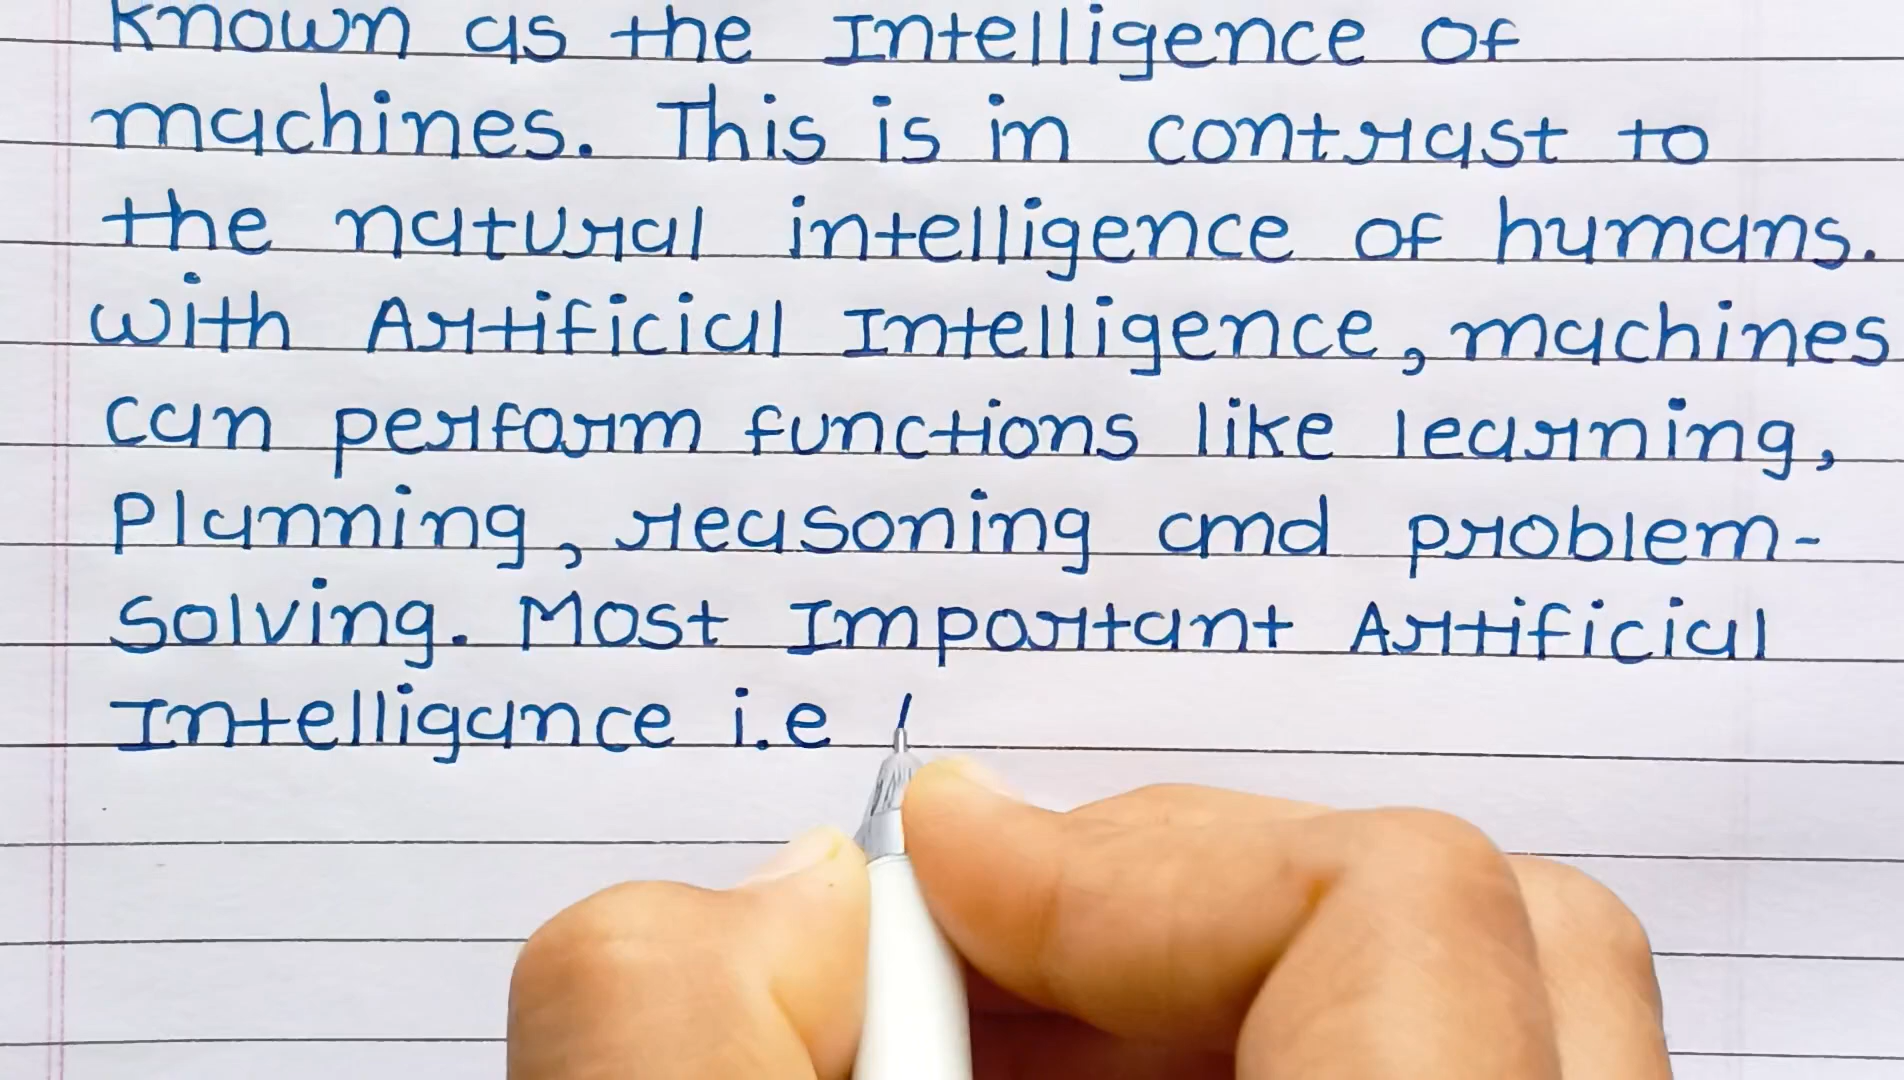 Known as the Intelligence of
machines. This is in contrast to
the natural intelligence of humans.
With Artificial Intelligence, machines
can perform functions like learning,
Planning, reasoning and problem-
Solving. Most Important Artificial
Intelligance i.e